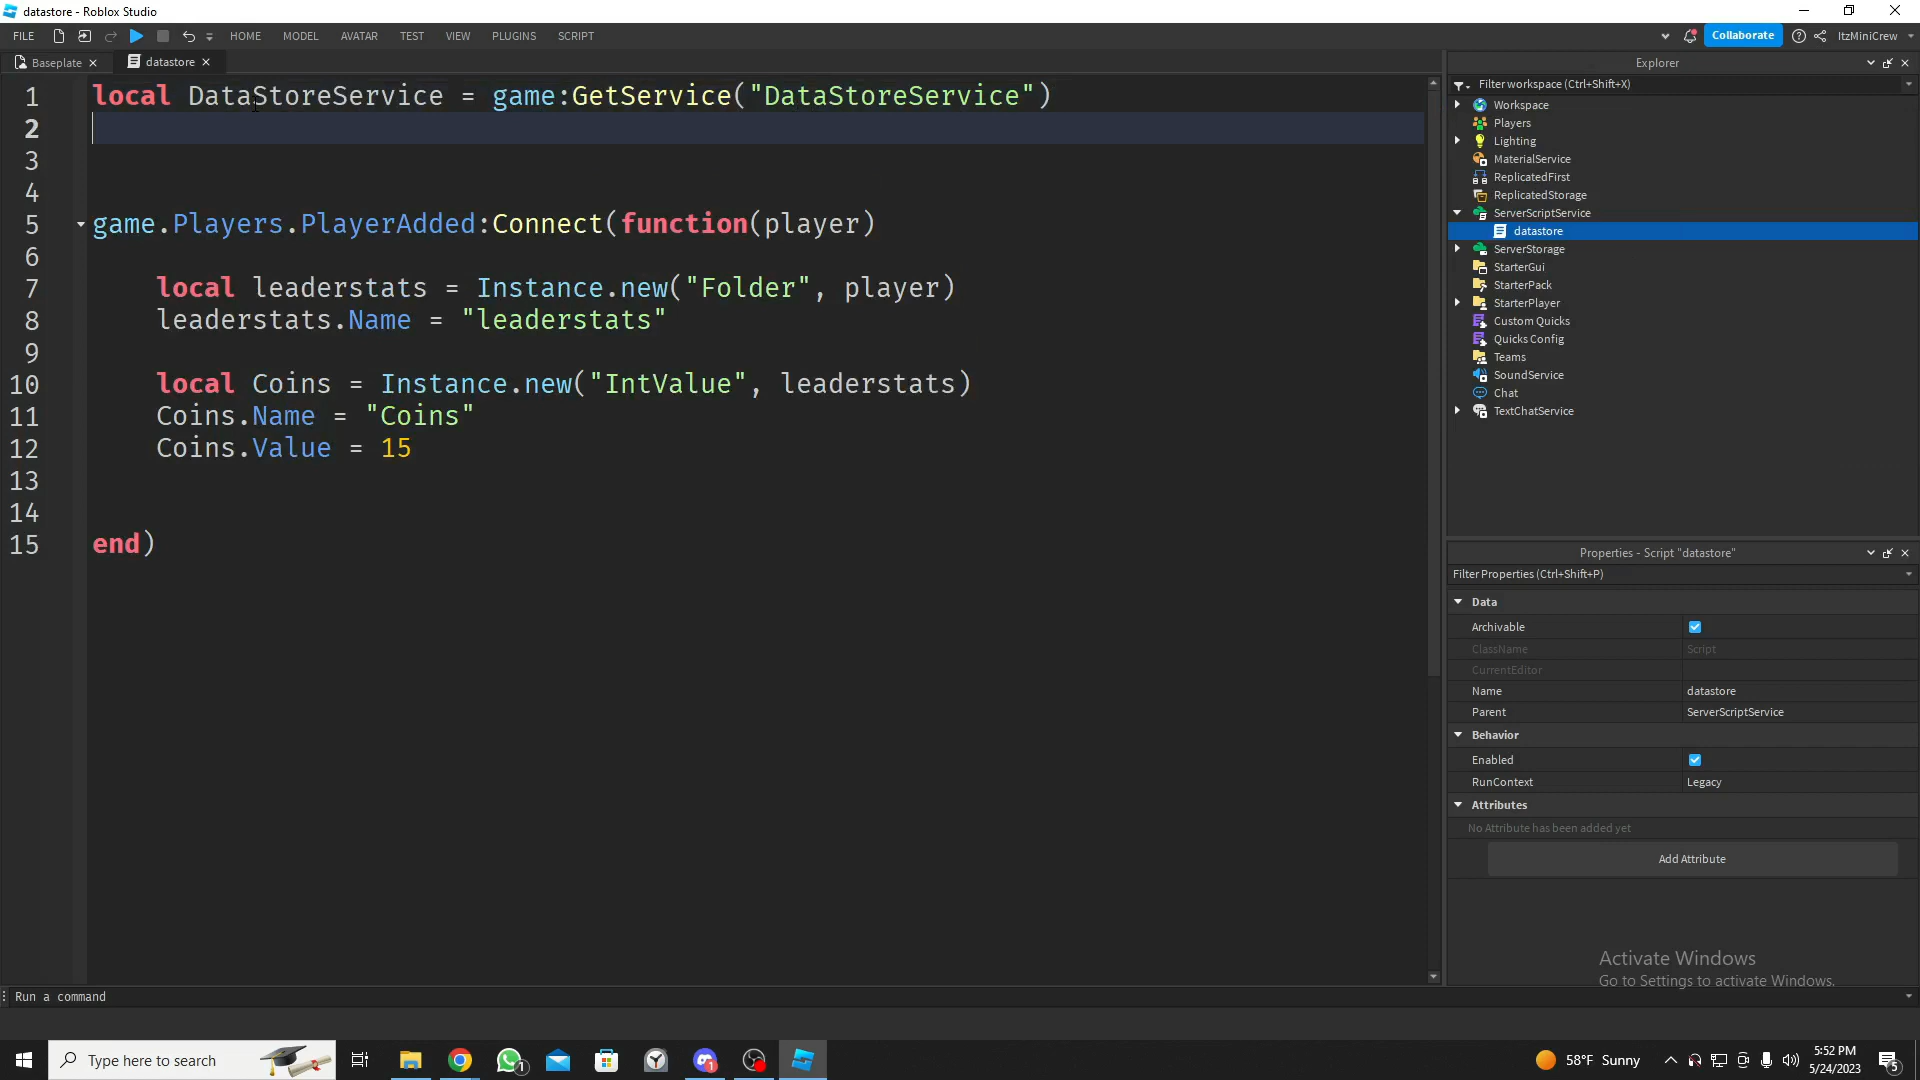 datastore - Roblox Studio
FILE HOME MODEL AVATAR TEST VIEW PLUGINS SCRIPT Collaborate ItzMiniCrew
Baseplate datastore
1 local DataStoreService = game:GetService("DataStoreService")
2
3
4
5 game.Players.PlayerAdded:Connect(function(player)
6
7 local leaderstats = Instance.new("Folder", player)
8 leaderstats.Name = "leaderstats"
9
10 local Coins = Instance.new("IntValue", leaderstats)
11 Coins.Name = "Coins"
12 Coins.Value = 15
13
14
15 end)
Explorer
Filter workspace (Ctrl+Shift+X)
Workspace
Players
Lighting
MaterialService
ReplicatedFirst
ReplicatedStorage
ServerScriptService
datastore
ServerStorage
StarterGui
StarterPack
StarterPlayer
Custom Quicks
Quicks Config
Teams
SoundService
Chat
TextChatService
Properties - Script "datastore"
Filter Properties (Ctrl+Shift+P)
Data
Archivable
ClassName Script
CurrentEditor
Name datastore
Parent ServerScriptService
Behavior
Enabled
RunContext Legacy
Attributes
No Attribute has been added yet
Add Attribute
Activate Windows
Go to Settings to activate Windows.
Run a command
Type here to search
1
1
58°F Sunny
5:52 PM
5/24/2023
5